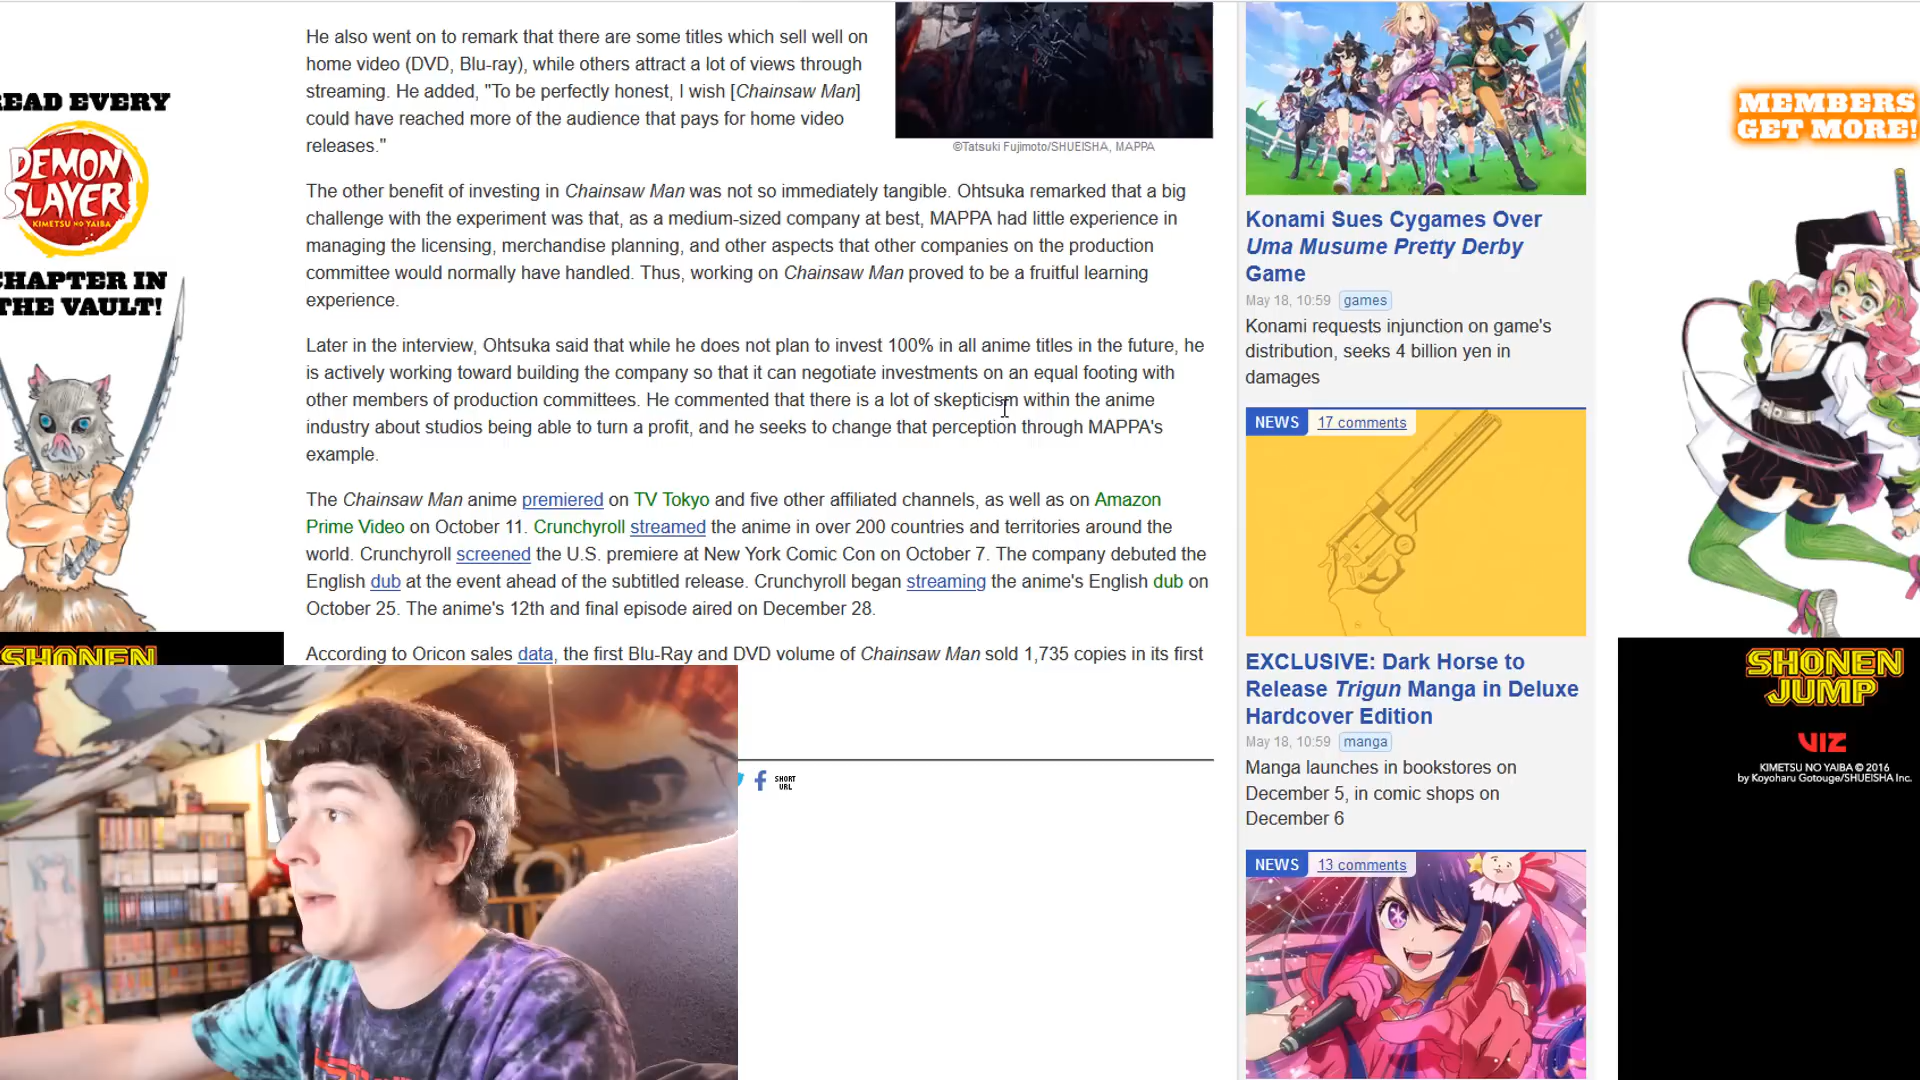 He also went on to remark that there are some titles which sell well on
home video (DVD, Blu-ray), while others attract a lot of views through
streaming. He added, "To be perfectly honest, I wish [Chainsaw Man]
could have reached more of the audience that pays for home video
releases."
©Tatsuki Fujimoto/SHUEISHA, MAPPA
The other benefit of investing in Chainsaw Man was not so immediately tangible. Ohtsuka remarked that a big
challenge with the experiment was that, as a medium-sized company at best, MAPPA had little experience in
managing the licensing, merchandise planning, and other aspects that other companies on the production
committee would normally have handled. Thus, working on Chainsaw Man proved to be a fruitful learning
experience.
Later in the interview, Ohtsuka said that while he does not plan to invest 100% in all anime titles in the future, he
is actively working toward building the company so that it can negotiate investments on an equal footing with
other members of production committees. He commented that there is a lot of skepticism within the anime
industry about studios being able to turn a profit, and he seeks to change that perception through MAPPA's
example.
The Chainsaw Man anime premiered on TV Tokyo and five other affiliated channels, as well as on Amazon
Prime Video on October 11. Crunchyroll streamed the anime in over 200 countries and territories around the
world. Crunchyroll screened the U.S. premiere at New York Comic Con on October 7. The company debuted the
English dub at the event ahead of the subtitled release. Crunchyroll began streaming the anime's English dub on
October 25. The anime's 12th and final episode aired on December 28.
According to Oricon sales data, the first Blu-Ray and DVD volume of Chainsaw Man sold 1,735 copies in its first
SHORT
URL
EAD EVERY
DEMON
SLAYER
KIMETSU NO YAIBA
CHAPTER IN
THE VAULT!
SHONEN
Konami Sues Cygames Over
Uma Musume Pretty Derby
Game
May 18, 10:59 games
Konami requests injunction on game's
distribution, seeks 4 billion yen in
damages
NEWS 17 comments
EXCLUSIVE: Dark Horse to
Release Trigun Manga in Deluxe
Hardcover Edition
May 18, 10:59 manga
Manga launches in bookstores on
December 5, in comic shops on
December 6
NEWS 13 comments
MEMBERS
GET MORE!
SHONEN
JUMP
VIZ
KIMETSU NO YAIBA © 2016
by Koyoharu Gotouge/SHUEISHA Inc.